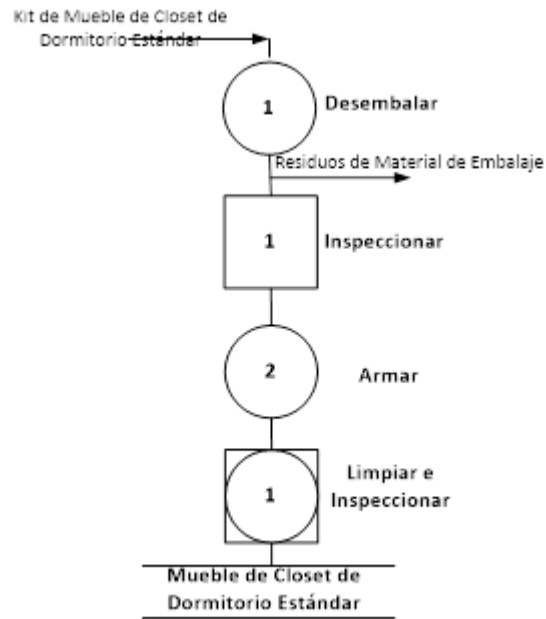 Kit de Mueble de Closet de
Dormitorio Estándar
1
Desembalar
Residuos de Material de Embalaje
1
Inspeccionar
2
Armar
1
Limpiar e
Inspeccionar
Mueble de Closet de
Dormitorio Estándar